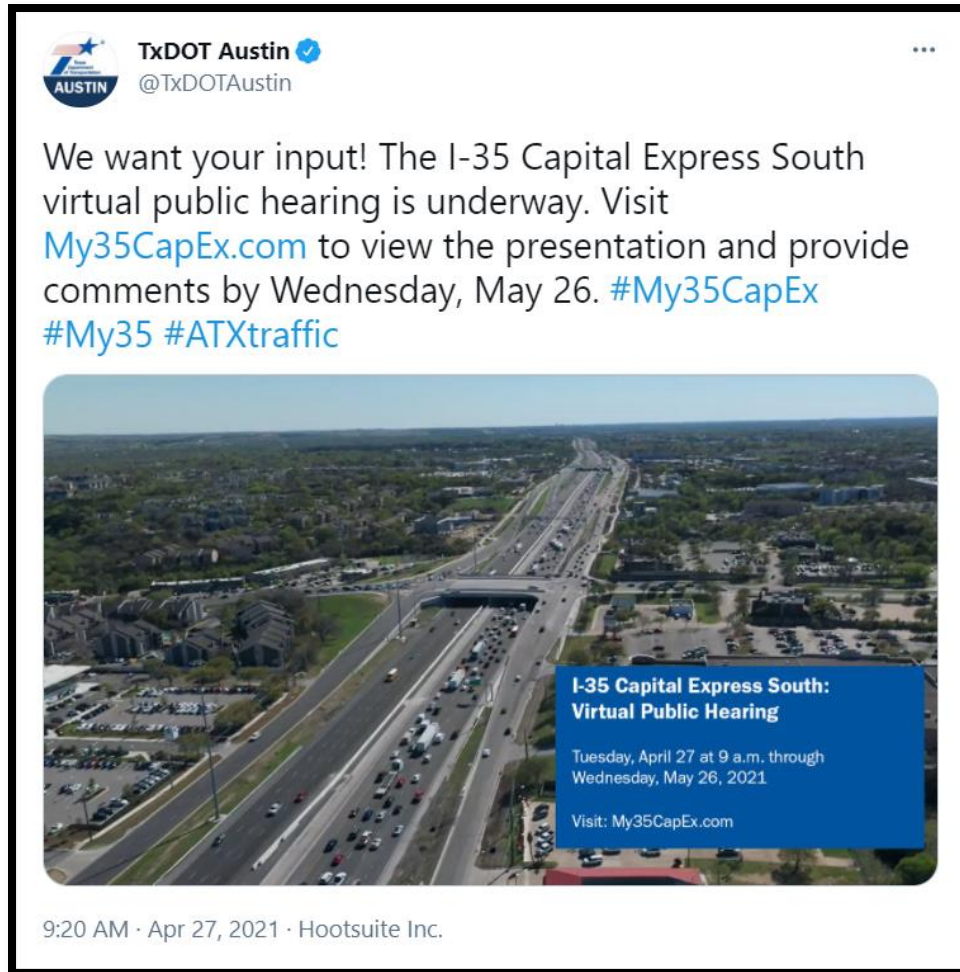 TxDOT Austin
@TxDOTAustin
AUSTIN
We want your input! The I-35 Capital Express South
virtual public hearing is underway. Visit
My35CapEx.com to view the presentation and provide
comments by Wednesday, May 26. #My35CapEx
#My35 #ATXtraffic
I-35 Capital Express South:
Virtual Public Hearing
Tuesday, April 27 at 9 a.m. through
Wednesday, May 26, 2021
Visit: My35CapEx.com
9:20 AM · Apr 27, 2021 · Hootsuite Inc.